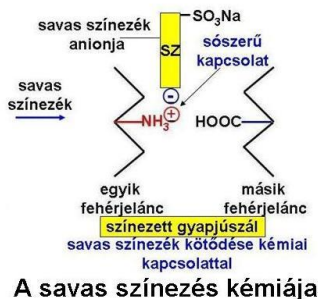 SO₃Na
savas színezék
anionja
SZ
sószerű
kapcsolat
savas
színezék
⊖
⊕
NH₃
HOOC
egyik
fehérjelánc
másik
fehérjelánc
színezett gyapjúszál
savas színezék kötődése kémiai
kapcsolattal
A savas színezés kémiája